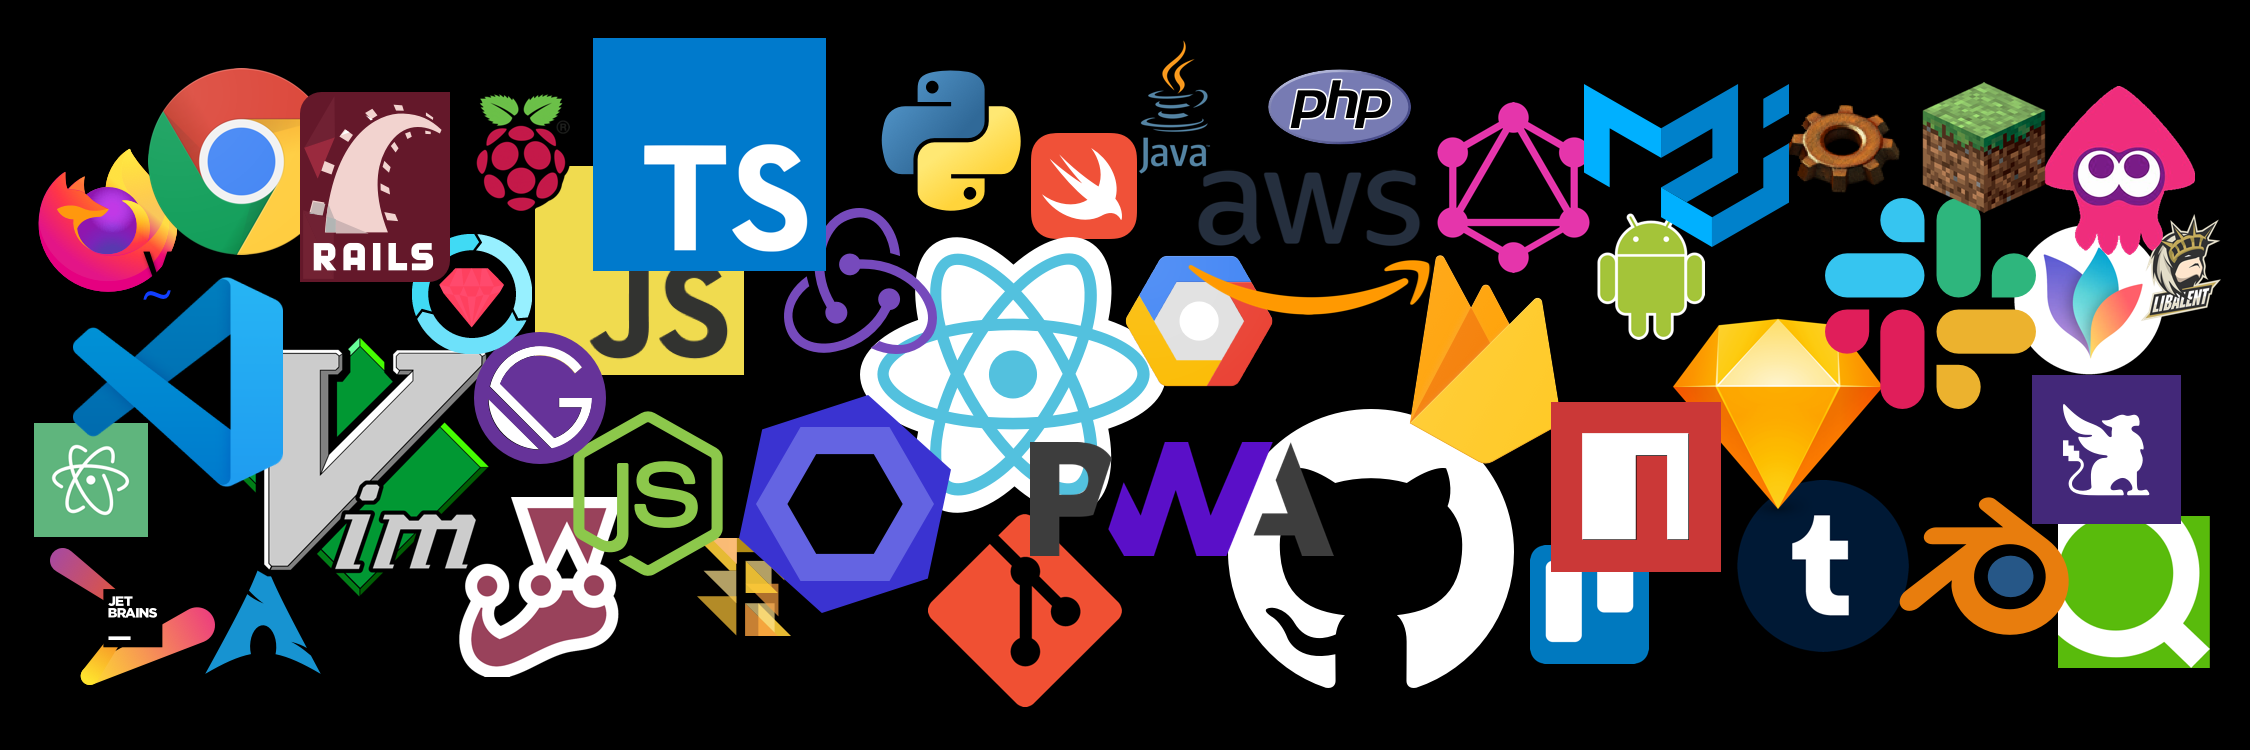 RAILS
®
TS
JS
Java
php
aws
LIBALENT
Vim
G
JS
PWA
n
t
JET
BRAINS
~